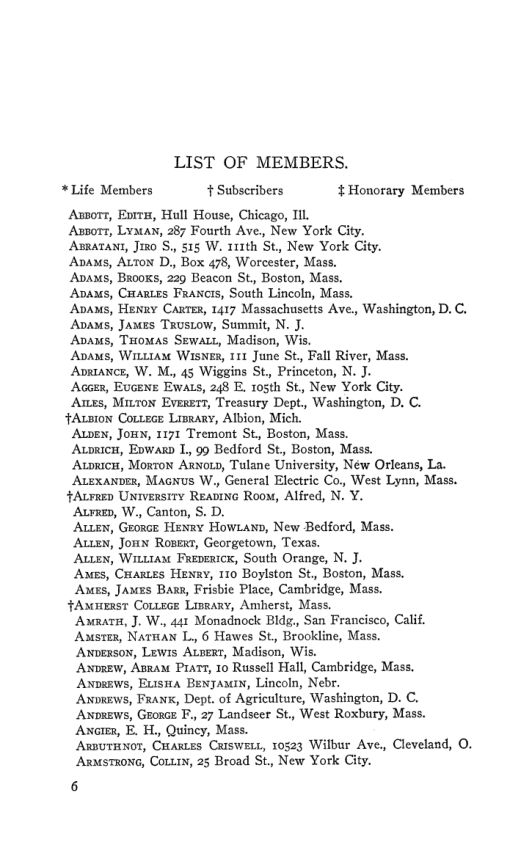 LIST OF MEMBERS.
* Life Members † Subscribers ‡ Honorary Members
ABBOTT, EDITH, Hull House, Chicago, Ill.
ABBOTT, LYMAN, 287 Fourth Ave., New York City.
ABRATANI, JIRO S., 515 W. 111th St., New York City.
ADAMS, ALTON D., Box 478, Worcester, Mass.
ADAMS, BROOKS, 229 Beacon St., Boston, Mass.
ADAMS, CHARLES FRANCIS, South Lincoln, Mass.
ADAMS, HENRY CARTER, 1417 Massachusetts Ave., Washington, D. C.
ADAMS, JAMES TRUSLOW, Summit, N. J.
ADAMS, THOMAS SEWALL, Madison, Wis.
ADAMS, WILLIAM WISNER, 111 June St., Fall River, Mass.
ADRIANCE, W. M., 45 Wiggins St., Princeton, N. J.
AGGER, EUGENE EWALS, 248 E. 105th St., New York City.
AILES, MILTON EVERETT, Treasury Dept., Washington, D. C.
†ALBION COLLEGE LIBRARY, Albion, Mich.
ALDEN, JOHN, 1171 Tremont St., Boston, Mass.
ALDRICH, EDWARD I., 99 Bedford St., Boston, Mass.
ALDRICH, MORTON ARNOLD, Tulane University, New Orleans, La.
ALEXANDER, MAGNUS W., General Electric Co., West Lynn, Mass.
†ALFRED UNIVERSITY READING ROOM, Alfred, N. Y.
ALFRED, W., Canton, S. D.
ALLEN, GEORGE HENRY HOWLAND, New Bedford, Mass.
ALLEN, JOHN ROBERT, Georgetown, Texas.
ALLEN, WILLIAM FREDERICK, South Orange, N. J.
AMES, CHARLES HENRY, 110 Boylston St., Boston, Mass.
AMES, JAMES BARR, Frisbie Place, Cambridge, Mass.
†AMHERST COLLEGE LIBRARY, Amherst, Mass.
AMRATH, J. W., 441 Monadnock Bldg., San Francisco, Calif.
AMSTER, NATHAN L., 6 Hawes St., Brookline, Mass.
ANDERSON, LEWIS ALBERT, Madison, Wis.
ANDREW, ABRAM PIATT, 10 Russell Hall, Cambridge, Mass.
ANDREWS, ELISHA BENJAMIN, Lincoln, Nebr.
ANDREWS, FRANK, Dept. of Agriculture, Washington, D. C.
ANDREWS, GEORGE F., 27 Landseer St., West Roxbury, Mass.
ANGIER, E. H., Quincy, Mass.
ARBUTHNOT, CHARLES CRISWELL, 10523 Wilbur Ave., Cleveland, O.
ARMSTRONG, COLLIN, 25 Broad St., New York City.
6